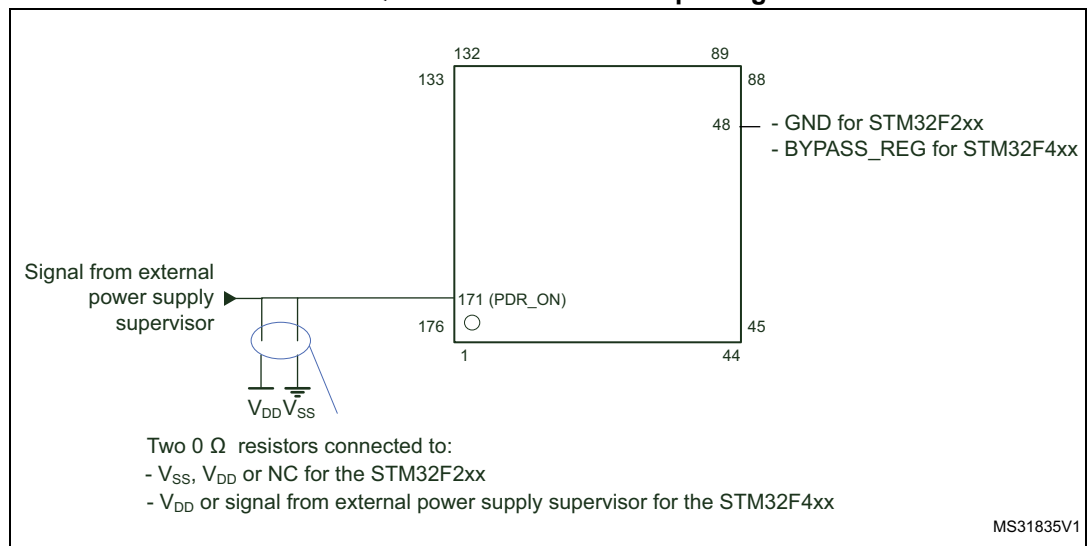 132
89
133
88
48
- GND for STM32F2xx
- BYPASS_REG for STM32F4xx
Signal from external
power supply
supervisor
171 (PDR_ON)
176
45
1
44
VDD VSS
Two 0 Ω resistors connected to:
- VSS, VDD or NC for the STM32F2xx
- VDD or signal from external power supply supervisor for the STM32F4xx
MS31835V1